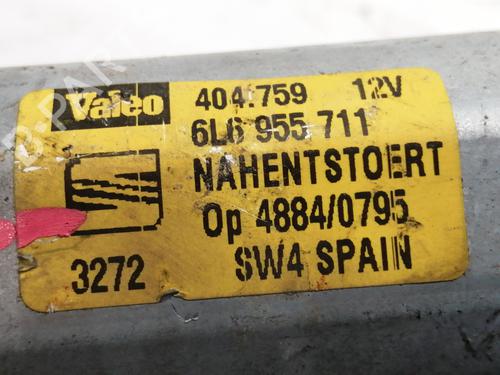 Valeo 404.759 12V
6L6 955 711
NAHENTSTOERT
Op 4884/0795
3272 SW4 SPAIN